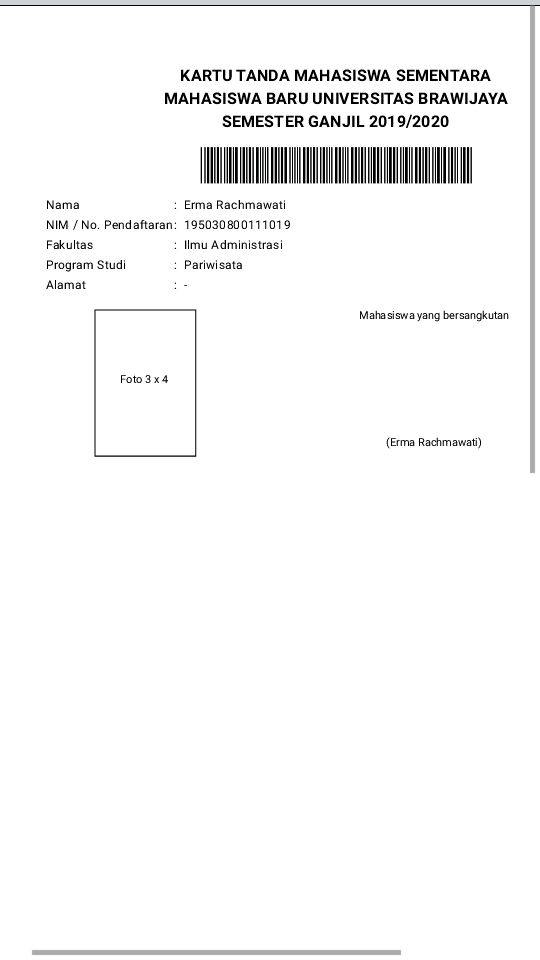 KARTU TANDA MAHASISWA SEMENTARA
MAHASISWA BARU UNIVERSITAS BRAWIJAYA
SEMESTER GANJIL 2019/2020
Nama : Erma Rachmawati
NIM / No. Pendaftaran : 195030800111019
Fakultas : Ilmu Administrasi
Program Studi : Pariwisata
Alamat : -
Mahasiswa yang bersangkutan
Foto 3 x 4
(Erma Rachmawati)